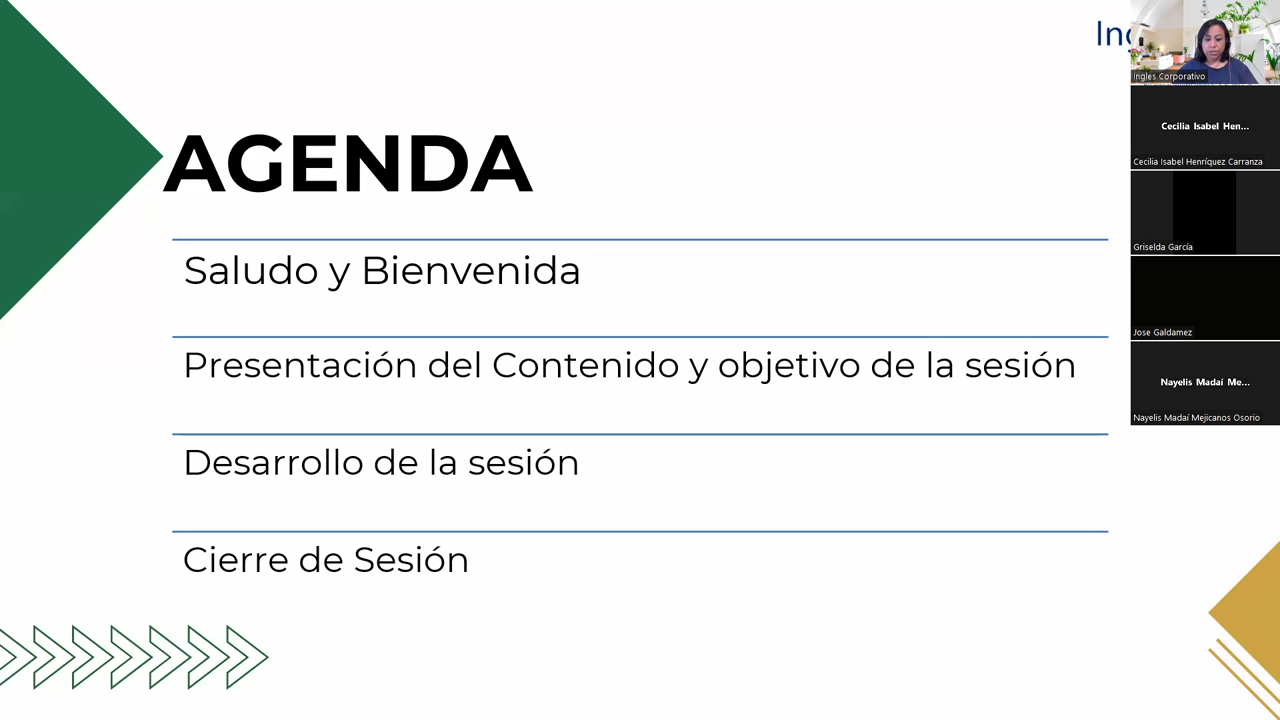 AGENDA
Saludo y Bienvenida
Presentación del Contenido y objetivo de la sesión
Desarrollo de la sesión
Cierre de Sesión
Ingles Corporativo
Cecilia Isabel Hen...
Cecilia Isabel Henríquez Carranza
Griselda García
Jose Galdamez
Nayelis Madaí Me...
Nayelis Madaí Mejicanos Osorio